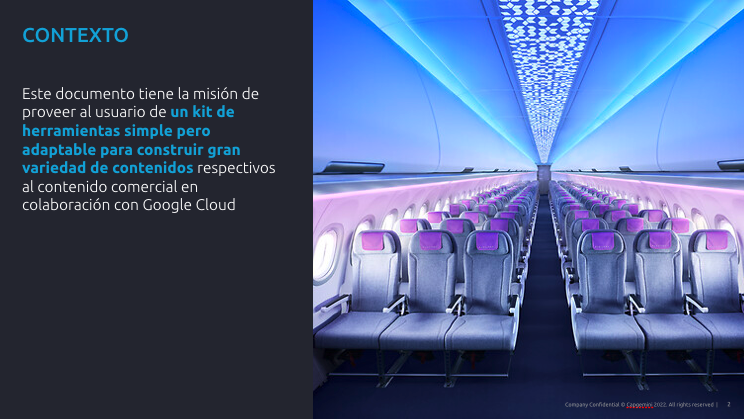 CONTEXTO
Este documento tiene la misión de
proveer al usuario de un kit de
herramientas simple pero
adaptable para construir gran
variedad de contenidos respectivos
al contenido comercial en
colaboración con Google Cloud
Company Confidential © Capgemini 2022. All rights reserved | 2